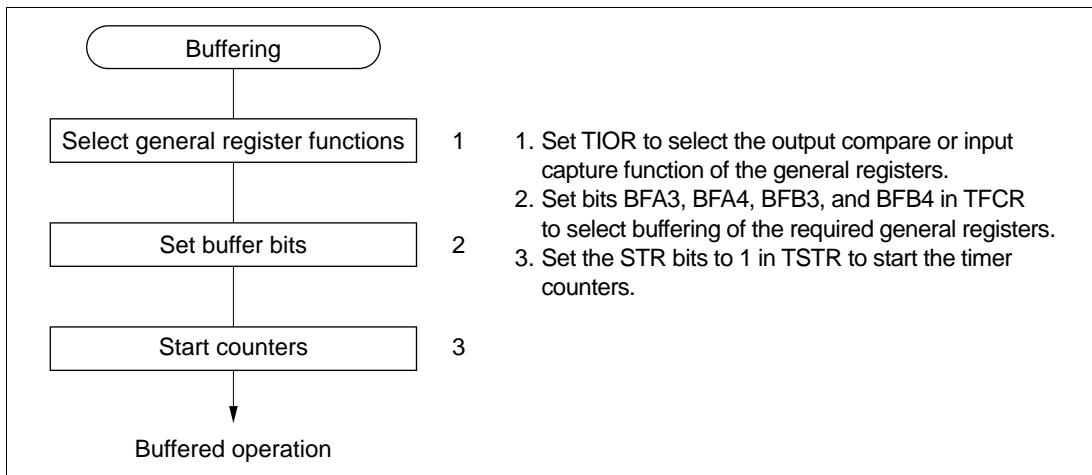 Buffering
Select general register functions 1
Set buffer bits 2
Start counters 3
Buffered operation
1. Set TIOR to select the output compare or input
capture function of the general registers.
2. Set bits BFA3, BFA4, BFB3, and BFB4 in TFCR
to select buffering of the required general registers.
3. Set the STR bits to 1 in TSTR to start the timer
counters.